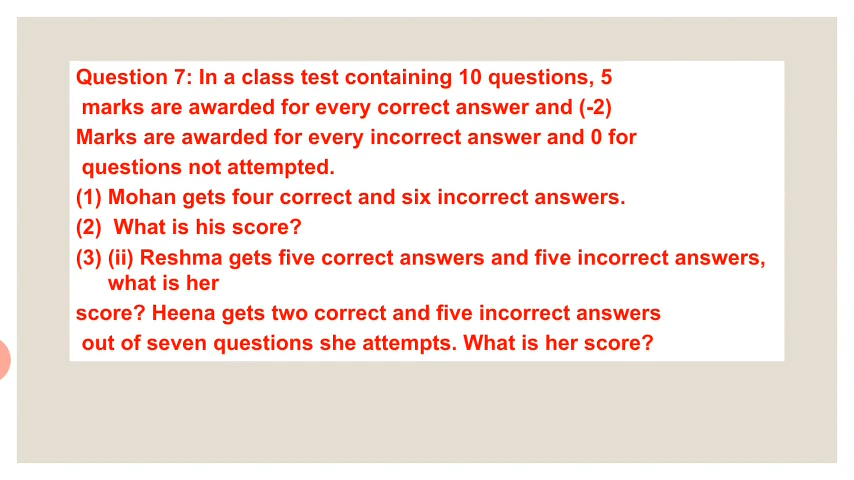 Question 7: In a class test containing 10 questions, 5
marks are awarded for every correct answer and (-2)
Marks are awarded for every incorrect answer and 0 for
questions not attempted.
(1) Mohan gets four correct and six incorrect answers.
(2) What is his score?
(3) (ii) Reshma gets five correct answers and five incorrect answers,
what is her
score? Heena gets two correct and five incorrect answers
out of seven questions she attempts. What is her score?